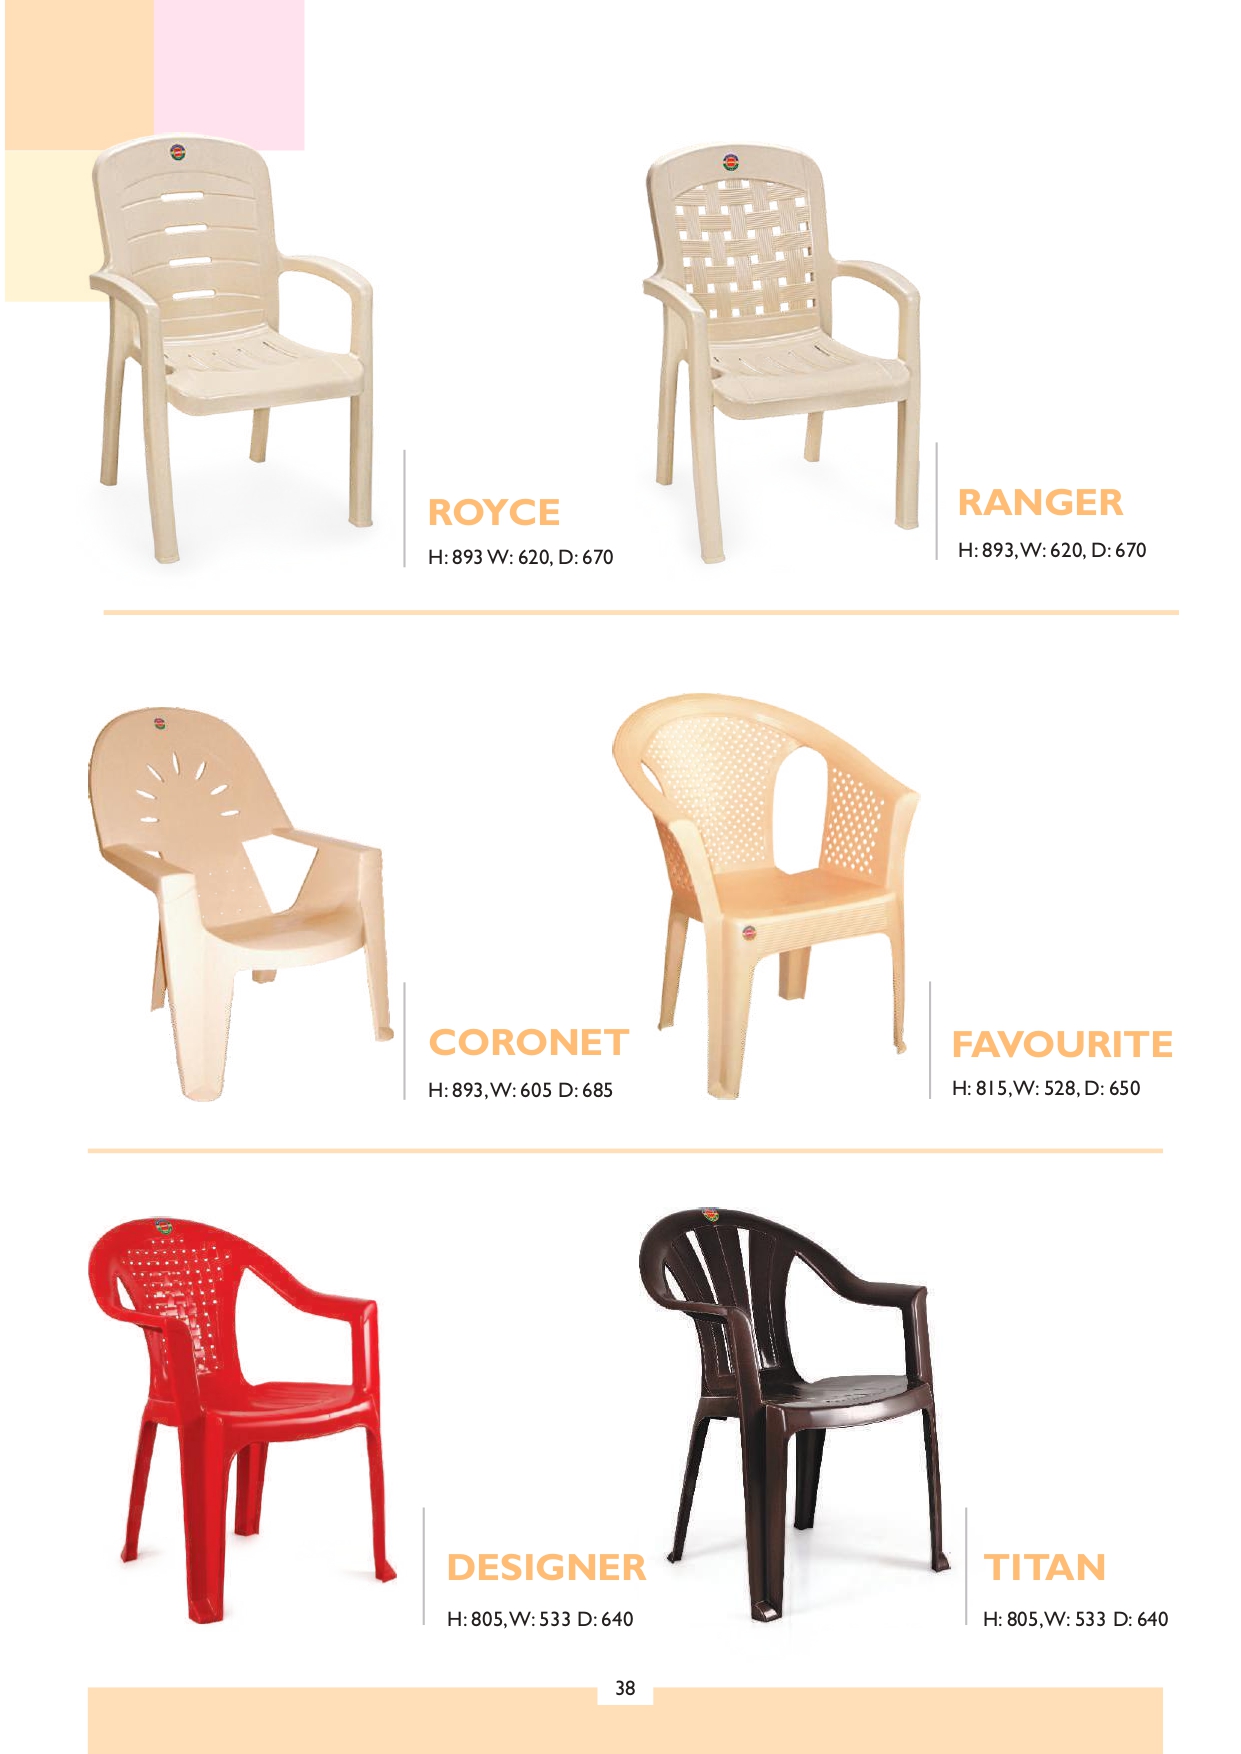 ROYCE
H: 893 W: 620, D: 670
RANGER
H: 893, W: 620, D: 670
CORONET
H: 893, W: 605 D: 685
FAVOURITE
H: 815, W: 528, D: 650
DESIGNER
H: 805, W: 533 D: 640
TITAN
H: 805, W: 533 D: 640
38